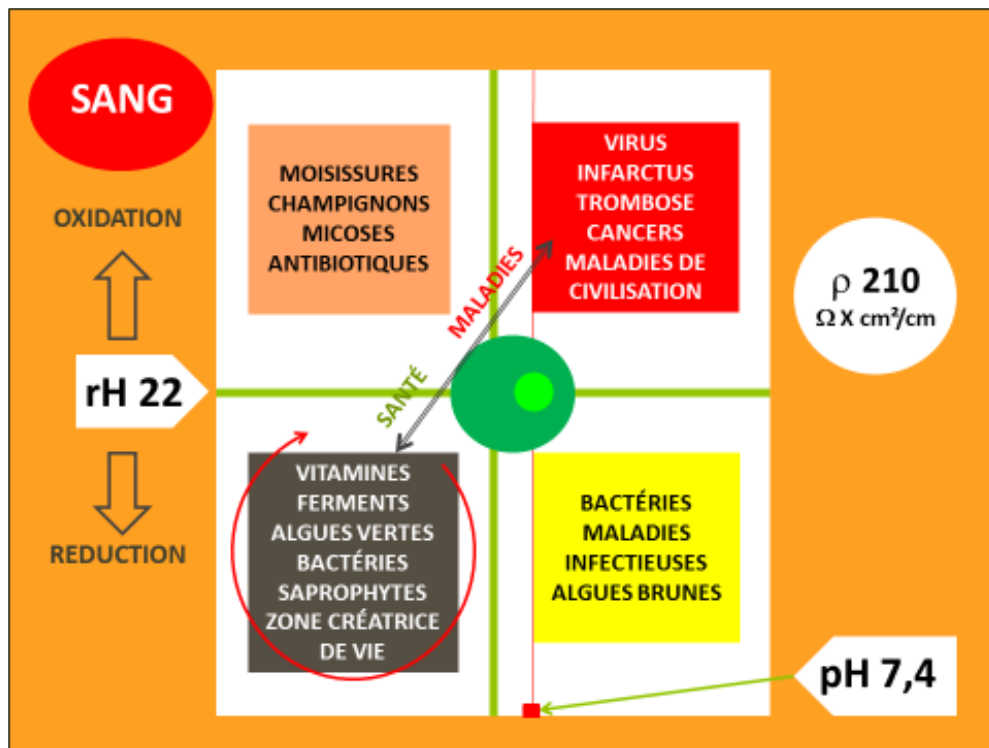 SANG
OXIDATION
rH 22
REDUCTION
MOISISSURES
CHAMPIGNONS
MICOSES
ANTIBIOTIQUES
VIRUS
INFARCTUS
TROMBOSE
CANCERS
MALADIES DE
CIVILISATION
MALADIES
SANTÉ
VITAMINES
FERMENTS
ALGUES VERTES
BACTÉRIES
SAPROPHYTES
ZONE CRÉATRICE
DE VIE
BACTÉRIES
MALADIES
INFECTIEUSES
ALGUES BRUNES
ρ 210
Ω X cm²/cm
pH 7,4